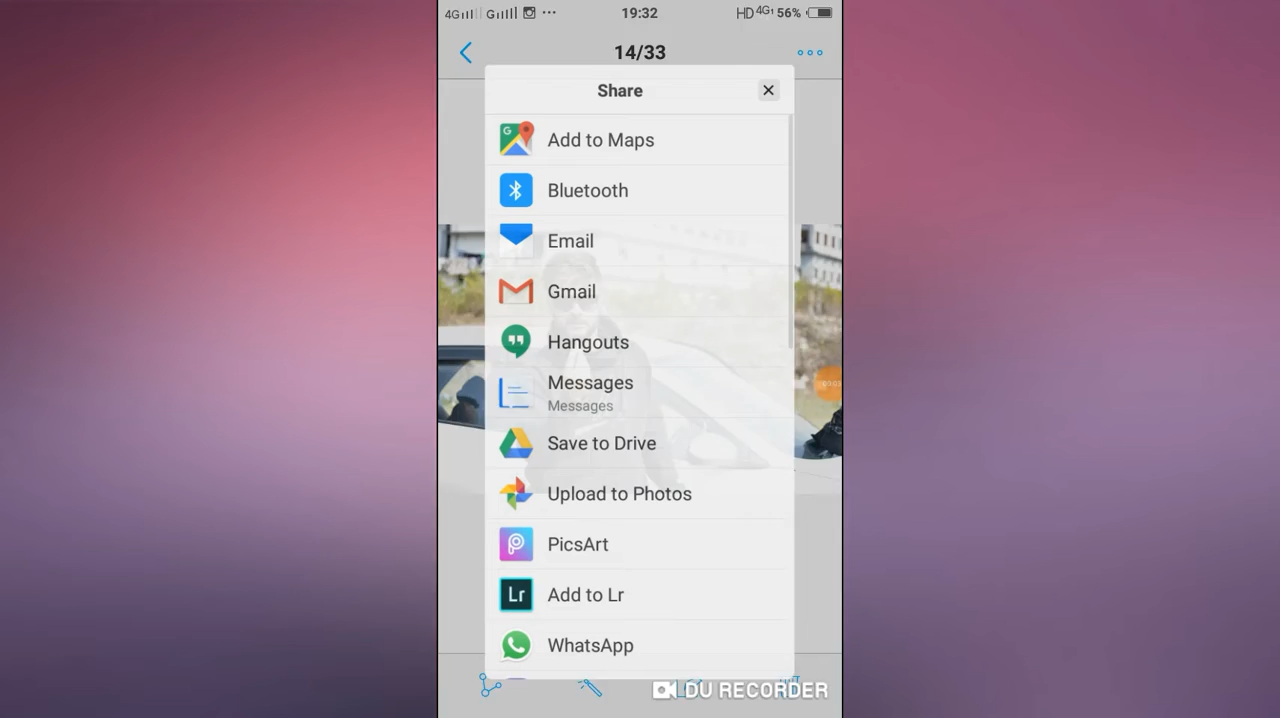 4G G ... 19:32 HD 4G 56%
14/33
Share
Add to Maps
Bluetooth
Email
Gmail
Hangouts
Messages
Messages
Save to Drive
Upload to Photos
PicsArt
Lr Add to Lr
WhatsApp
DU RECORDER